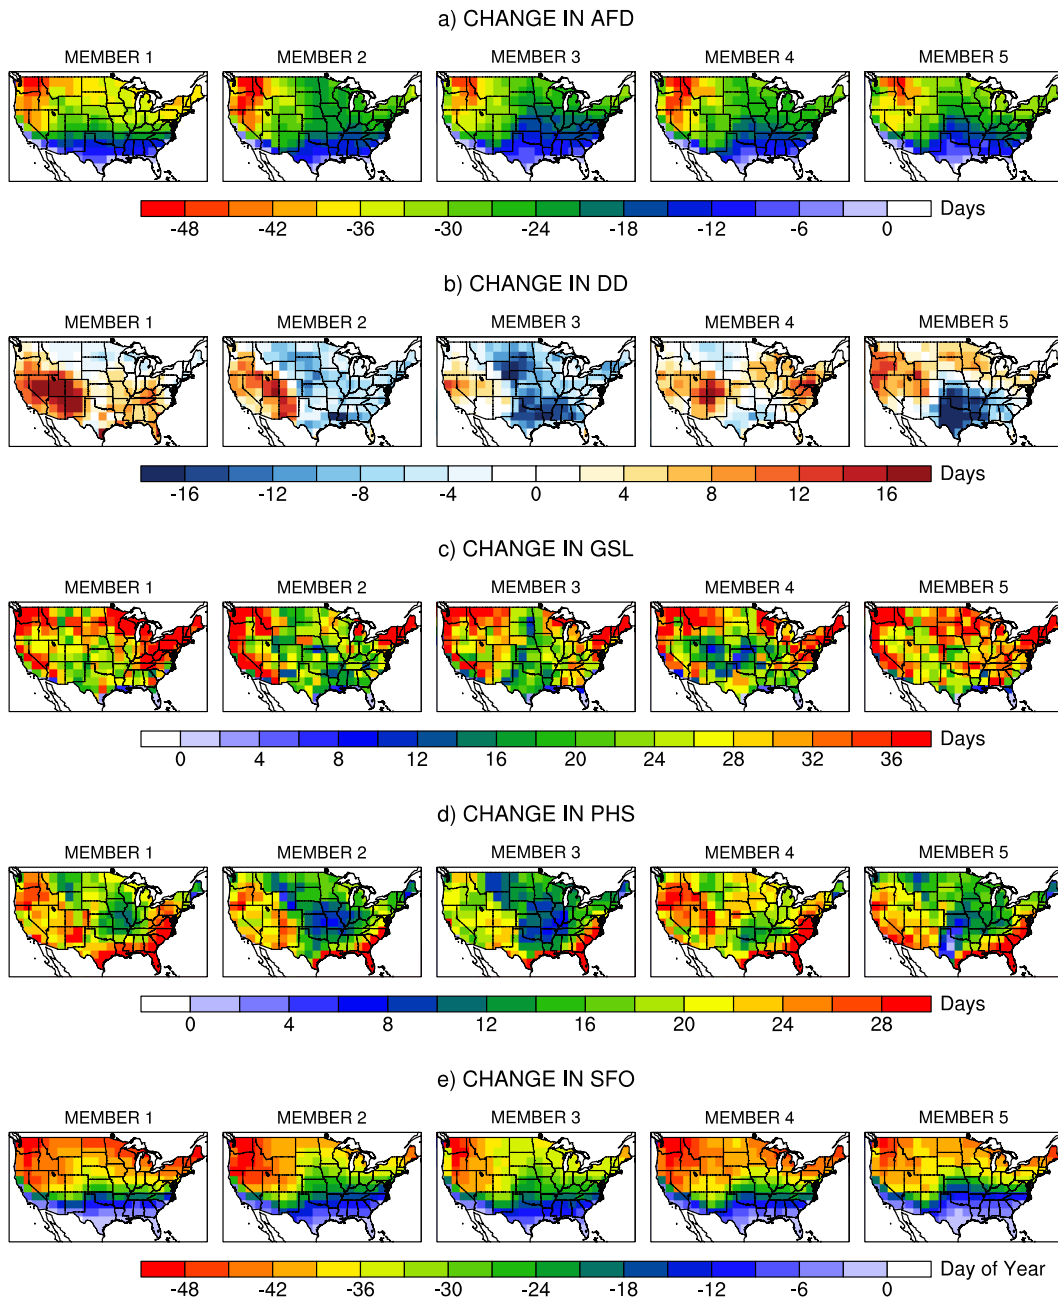 a) CHANGE IN AFD
MEMBER 1 MEMBER 2 MEMBER 3 MEMBER 4 MEMBER 5
Days
-48 -42 -36 -30 -24 -18 -12 -6 0
b) CHANGE IN DD
MEMBER 1 MEMBER 2 MEMBER 3 MEMBER 4 MEMBER 5
Days
-16 -12 -8 -4 0 4 8 12 16
c) CHANGE IN GSL
MEMBER 1 MEMBER 2 MEMBER 3 MEMBER 4 MEMBER 5
Days
0 4 8 12 16 20 24 28 32 36
d) CHANGE IN PHS
MEMBER 1 MEMBER 2 MEMBER 3 MEMBER 4 MEMBER 5
Days
0 4 8 12 16 20 24 28
e) CHANGE IN SFO
MEMBER 1 MEMBER 2 MEMBER 3 MEMBER 4 MEMBER 5
Day of Year
-48 -42 -36 -30 -24 -18 -12 -6 0